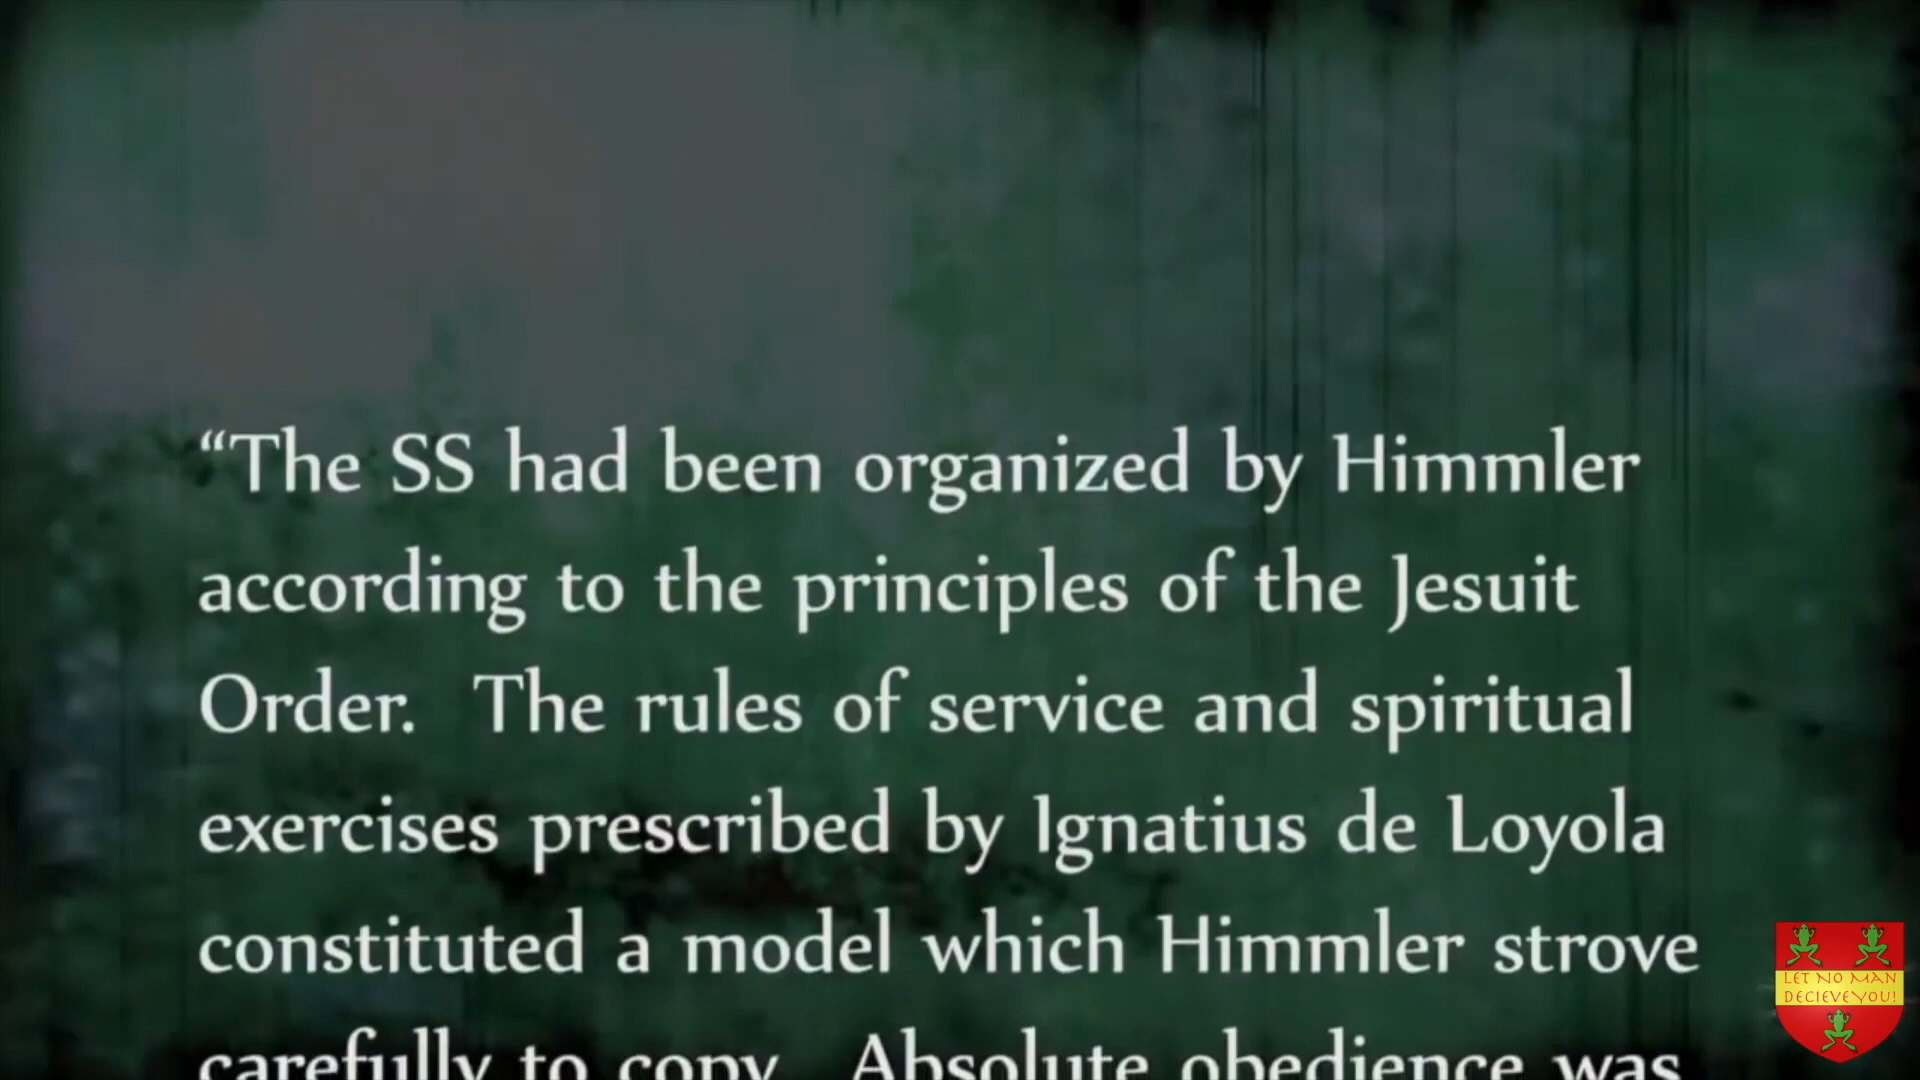 “The SS had been organized by Himmler
according to the principles of the Jesuit
Order. The rules of service and spiritual
exercises prescribed by Ignatius de Loyola
constituted a model which Himmler strove
carefully to copy. Absolute obedience was
LET NO MAN
DECIEVE YOU!